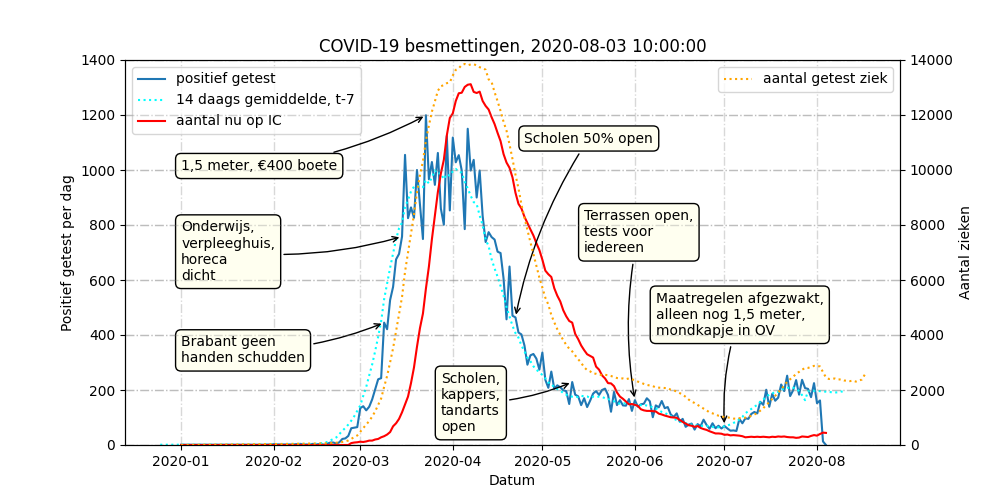 COVID-19 besmettingen, 2020-08-03 10:00:00
positief getest
14 daags gemiddelde, t-7
aantal nu op IC
aantal getest ziek
1,5 meter, €400 boete
Scholen 50% open
Onderwijs,
verpleeghuis,
horeca
dicht
Terrassen open,
tests voor
iedereen
Maatregelen afgezwakt,
alleen nog 1,5 meter,
mondkapje in OV
Brabant geen
handen schudden
Scholen,
kappers,
tandarts
open
Positief getest per dag
1400
1200
1000
800
600
400
200
0
Aantal zieken
14000
12000
10000
8000
6000
4000
2000
0
2020-01
2020-02
2020-03
2020-04
2020-05
2020-06
2020-07
2020-08
Datum